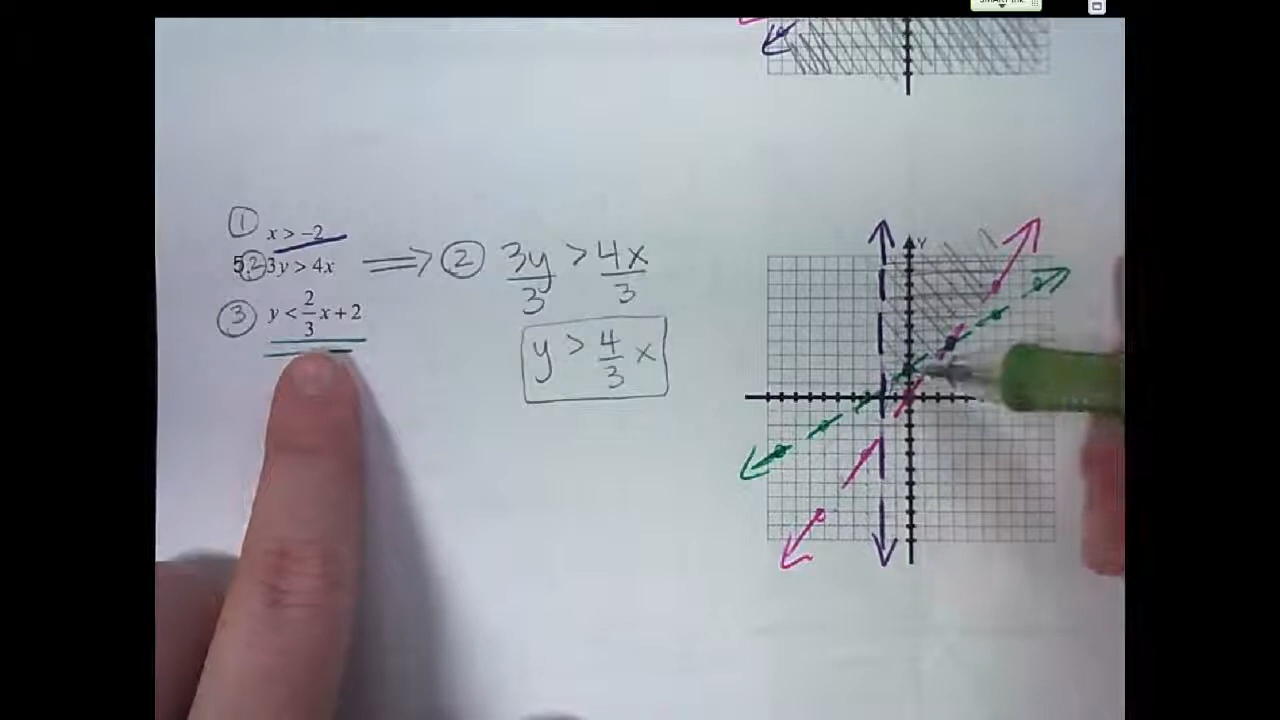 ① x > -2
5. ② 3y > 4x
③ y < 2/3 x + 2
⟹ ② 3y/3 > 4x/3
y > 4/3 x
y